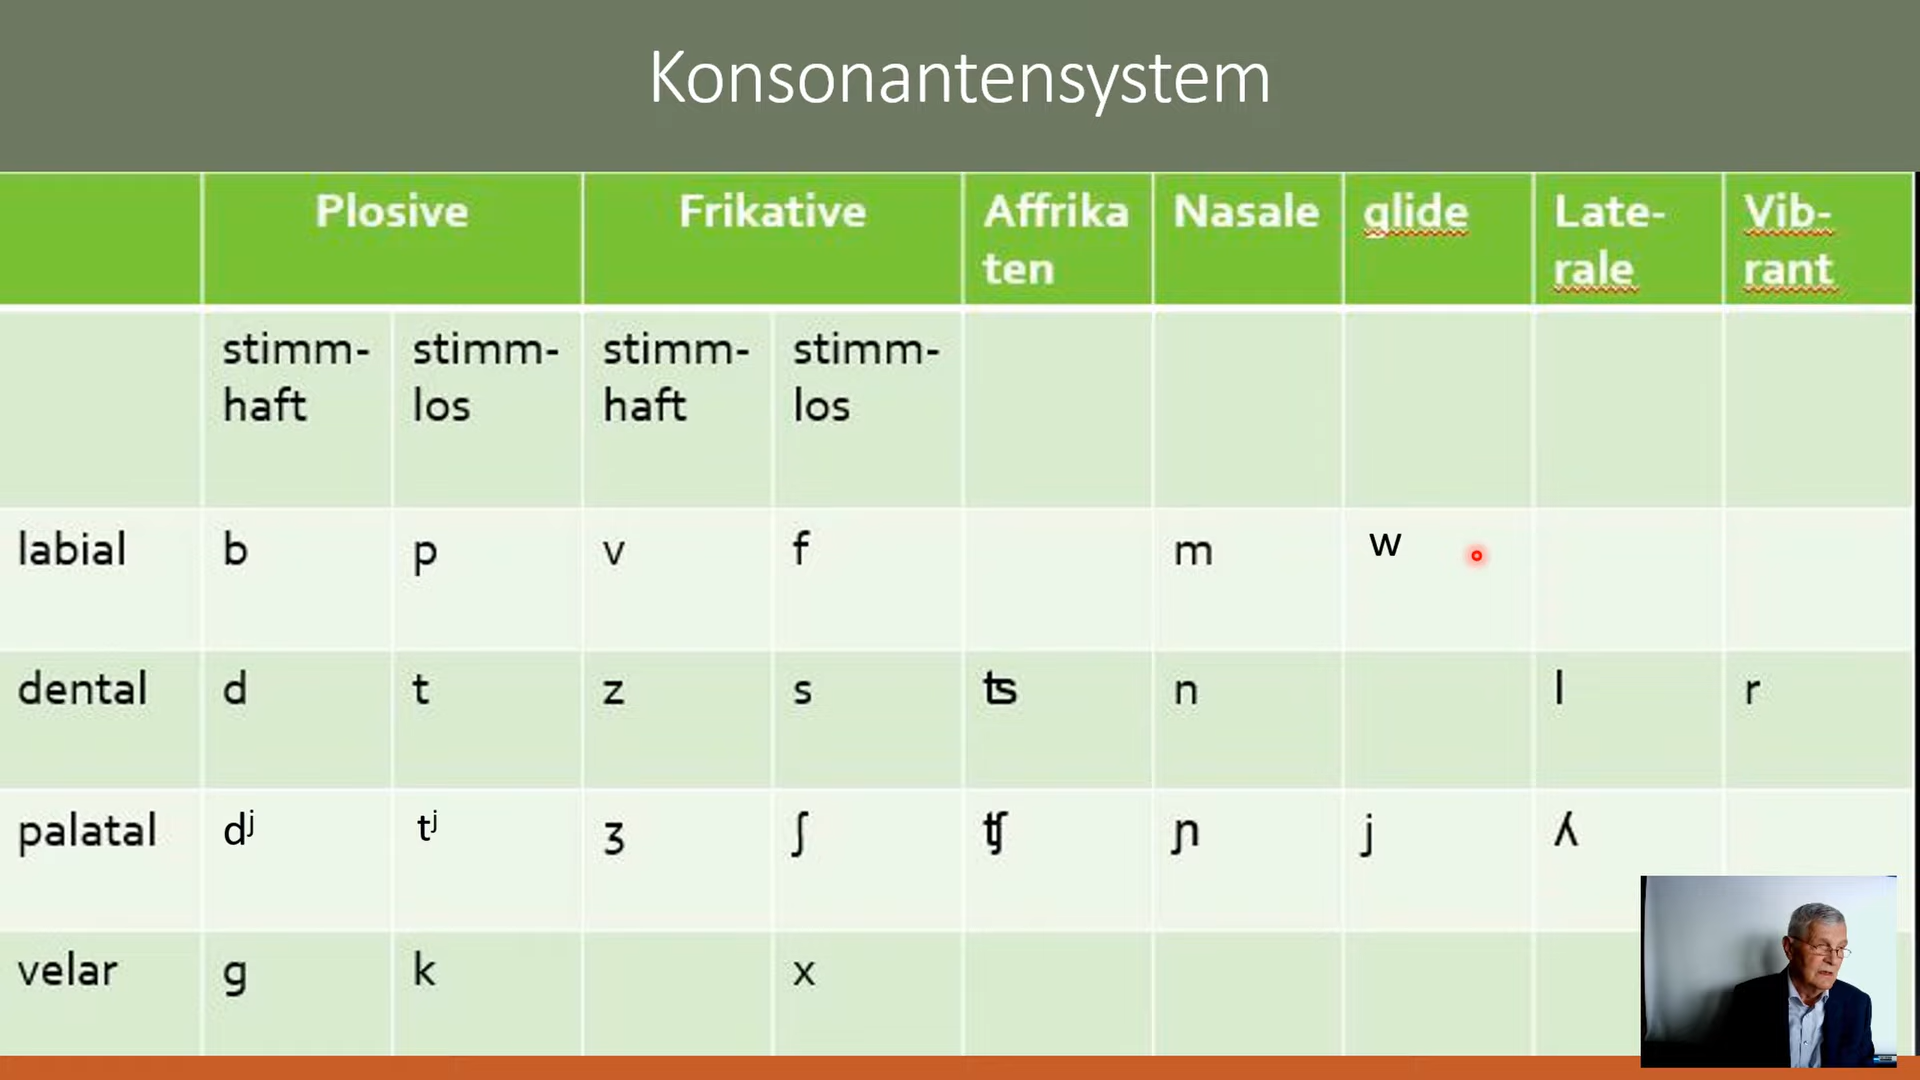 Konsonantensystem
Plosive Frikative Affrika Nasale glide Late- Vib-
ten rale rant
stimm- stimm- stimm- stimm-
haft los haft los
labial b p v f m w
dental d t z s ʦ n l r
palatal dʲ tʲ ʒ ʃ ʧ ɲ j ʎ
velar g k x